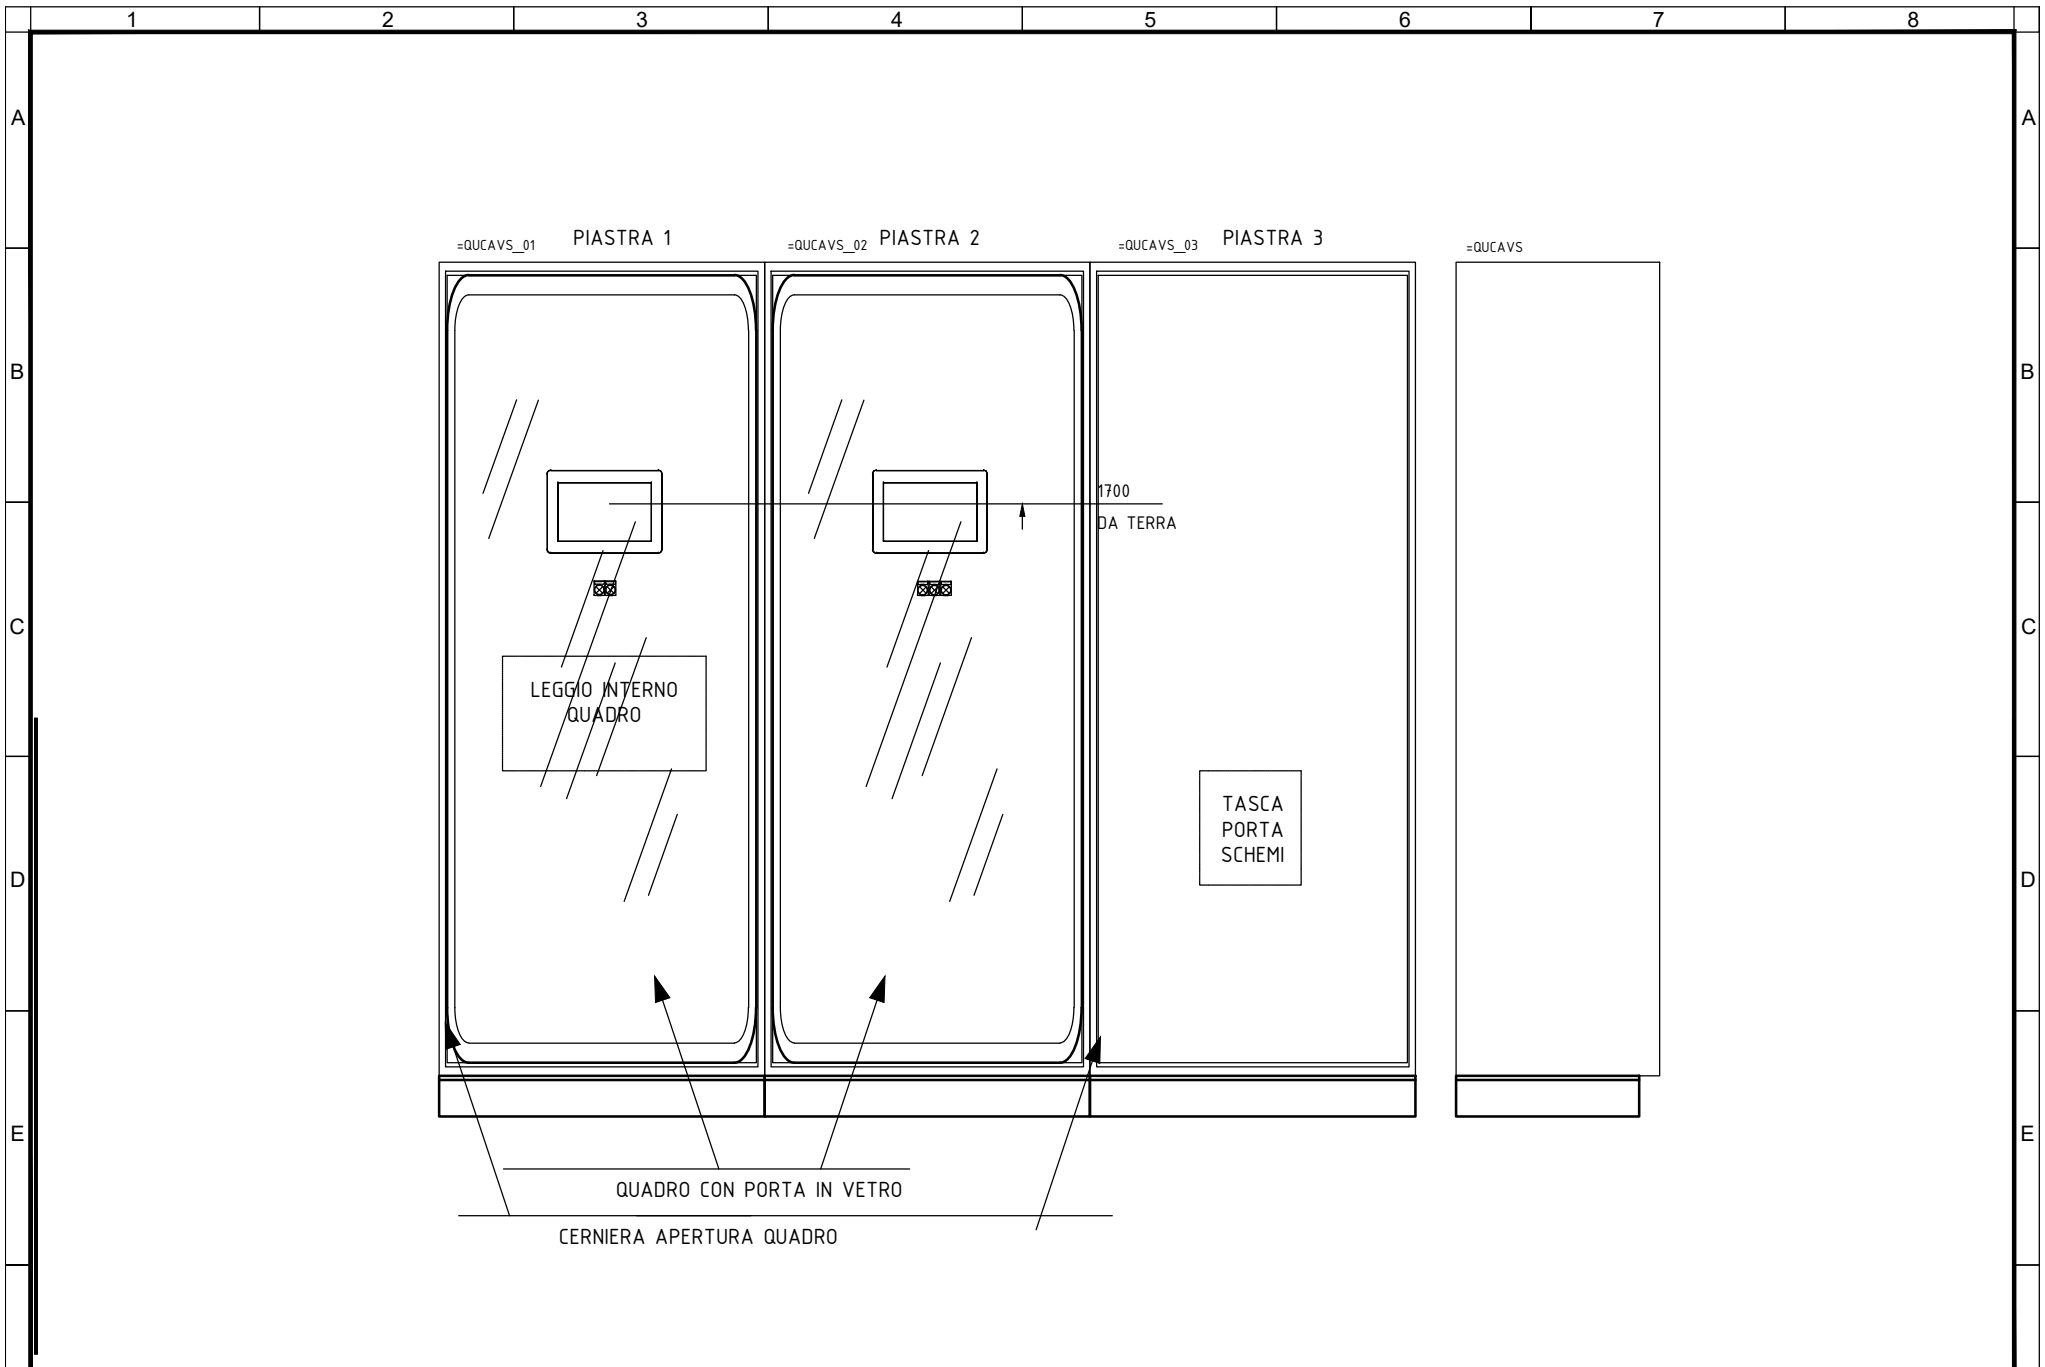 1 2 3 4 5 6 7 8
A A
=QUCAVS_01 PIASTRA 1 =QUCAVS_02 PIASTRA 2 =QUCAVS_03 PIASTRA 3 =QUCAVS
B B
1700
DA TERRA
C C
LEGGIO INTERNO
QUADRO
TASCA
PORTA
SCHEMI
D D
E E
QUADRO CON PORTA IN VETRO
CERNIERA APERTURA QUADRO